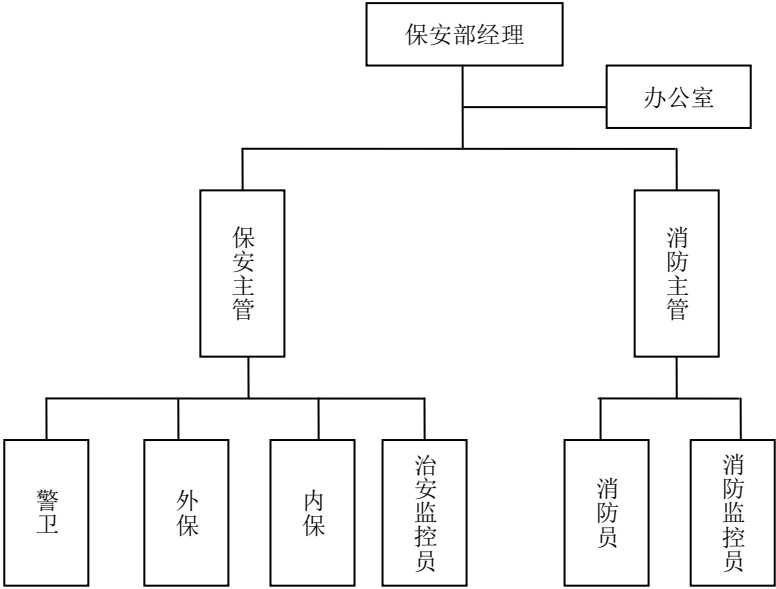 保安部经理
办公室
保安主管
消防主管
警卫
外保
内保
治安监控员
消防员
消防监控员